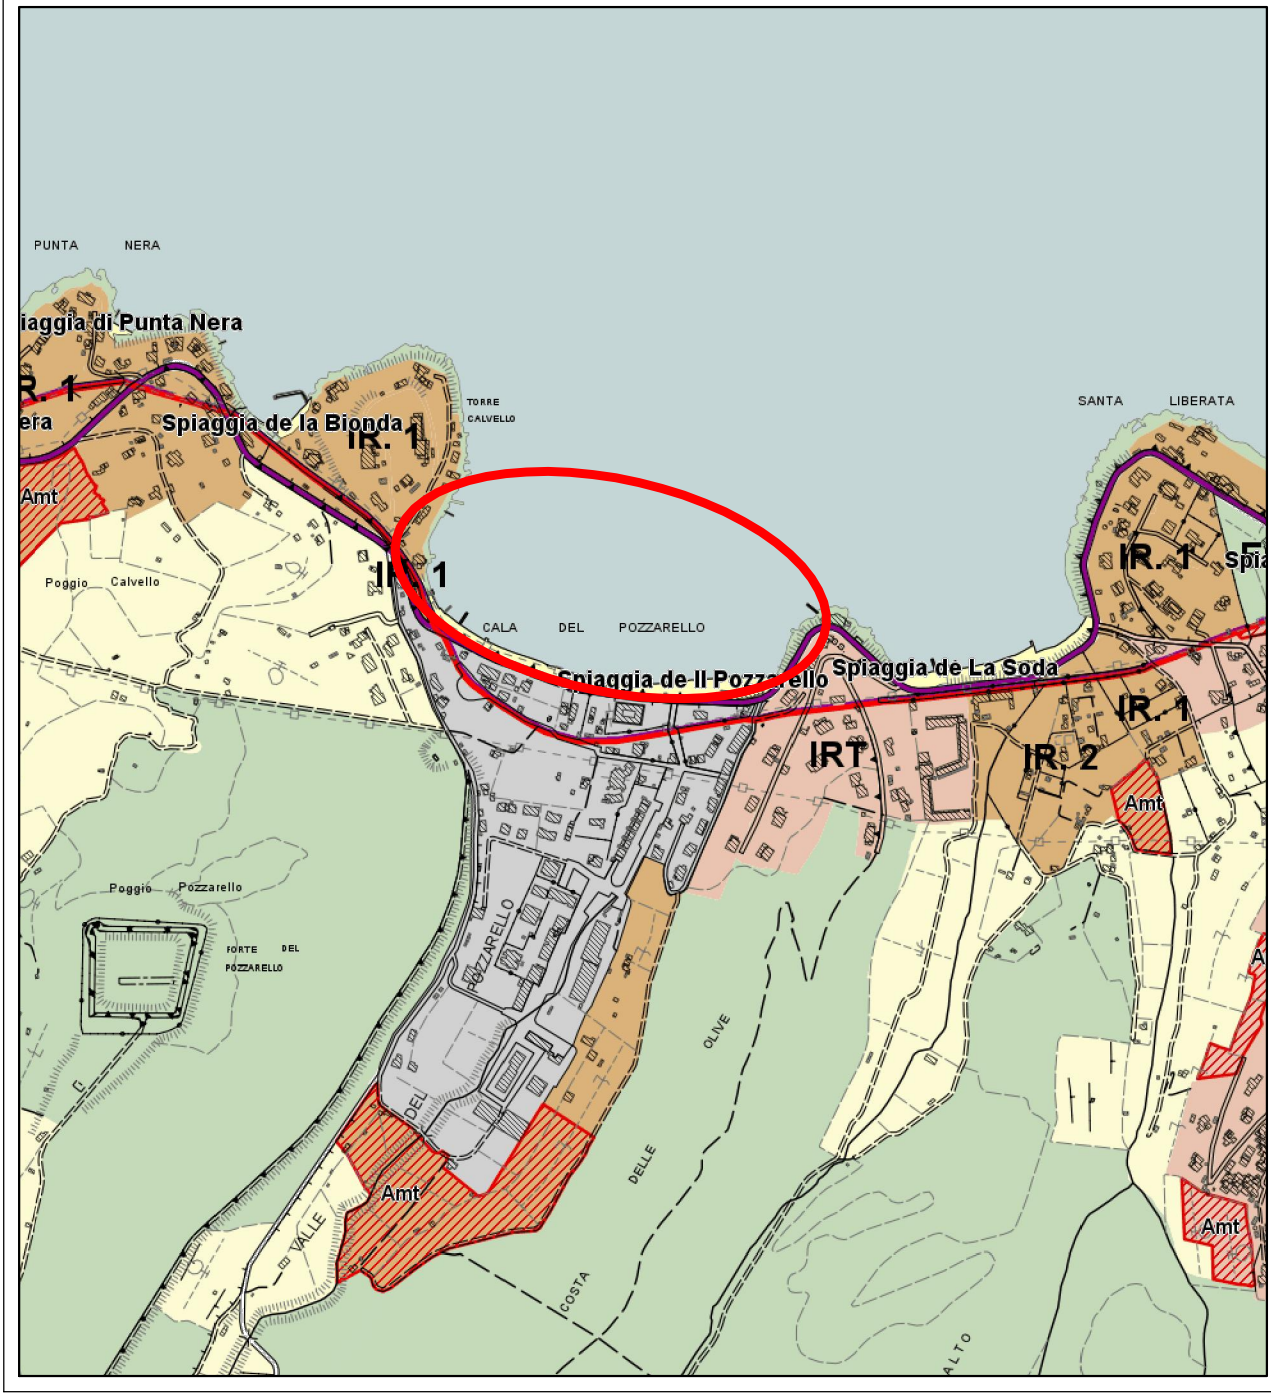 PUNTA NERA
iaggia di Punta Nera
R. 1
era
Spiaggia de la Bionda
IR. 1
TORRE
CALVELLO
SANTA LIBERATA
Amt
Poggio Calvello
IR. 1
IR. 1
Spia
CALA DEL POZZARELLO
Spiaggia de Il Pozzarello
Spiaggia de La Soda
IR. 1
IRT
IR. 2
Amt
Poggio Pozzarello
FORTE DEL
POZZARELLO
VALLE DEL POZZARELLO
COSTA DELLE OLIVE
A
Amt
Amt
ALTO